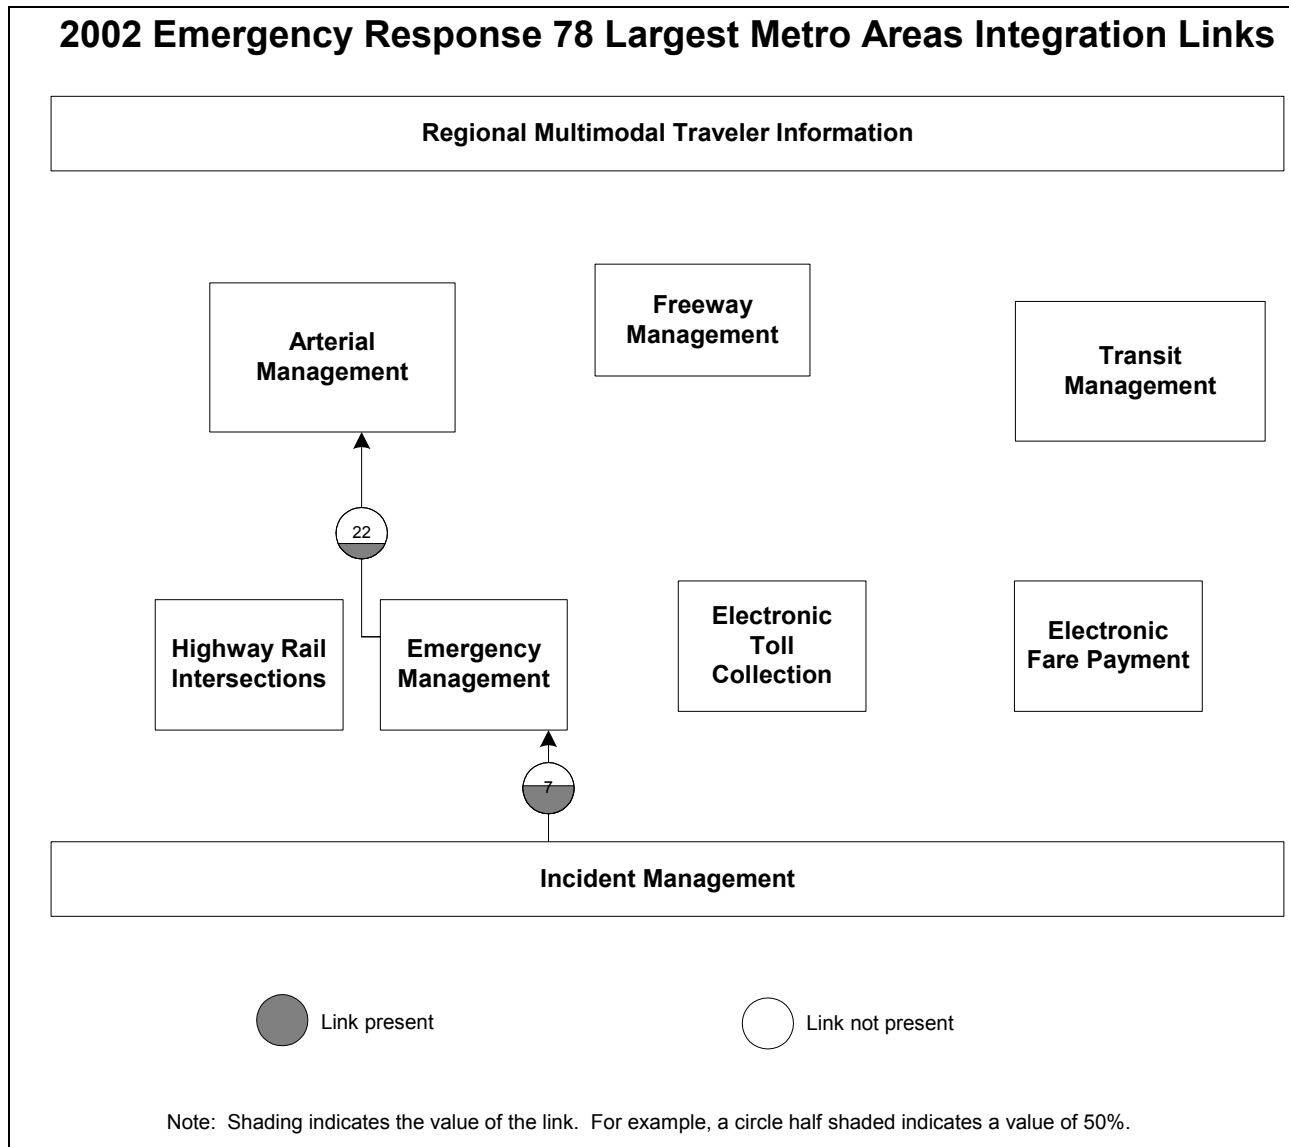 2002 Emergency Response 78 Largest Metro Areas Integration Links
Regional Multimodal Traveler Information
Arterial
Management
Freeway
Management
Transit
Management
22
Highway Rail
Intersections
Emergency
Management
Electronic
Toll
Collection
Electronic
Fare Payment
7
Incident Management
Link present
Link not present
Note:  Shading indicates the value of the link.  For example, a circle half shaded indicates a value of 50%.